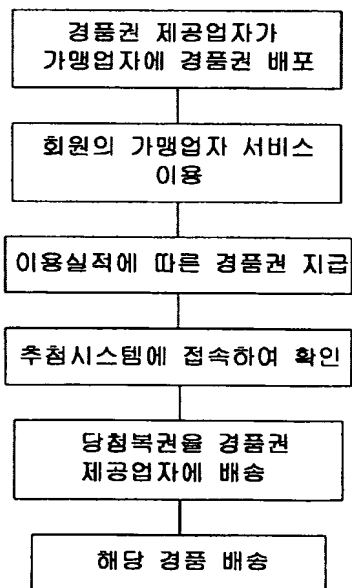 경품권 제공업자가
가맹업자에 경품권 배포
회원의 가맹업자 서비스
이용
이용실적에 따른 경품권 지급
추첨시스템에 접속하여 확인
당첨복권율 경품권
제공업자에 배송
해당 경품 배송